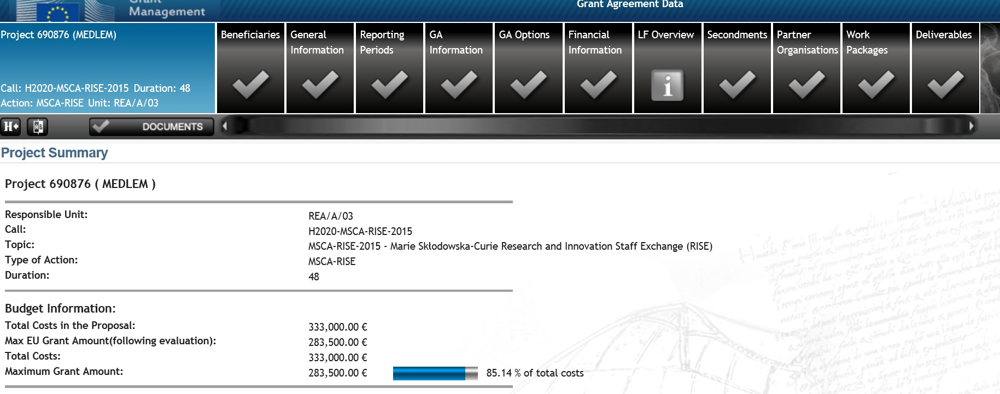 Grant
Management
Grant Agreement Data
Project 690876 (MEDLEM)
Call: H2020-MSCA-RISE-2015 Duration: 48
Action: MSCA-RISE Unit: REA/A/03
Beneficiaries
General
Information
Reporting
Periods
GA
Information
GA Options
Financial
Information
LF Overview
Secondments
Partner
Organisations
Work
Packages
Deliverables
DOCUMENTS
Project Summary
Project 690876 ( MEDLEM )
Responsible Unit: REA/A/03
Call: H2020-MSCA-RISE-2015
Topic: MSCA-RISE-2015 - Marie Skłodowska-Curie Research and Innovation Staff Exchange (RISE)
Type of Action: MSCA-RISE
Duration: 48
Budget Information:
Total Costs in the Proposal: 333,000.00 €
Max EU Grant Amount(following evaluation): 283,500.00 €
Total Costs: 333,000.00 €
Maximum Grant Amount: 283,500.00 € 85.14 % of total costs